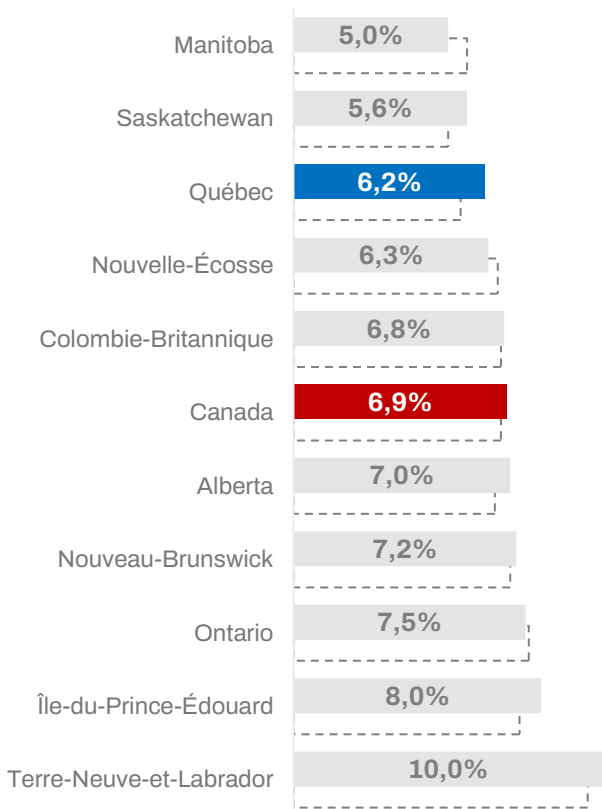 Manitoba 5,0%
Saskatchewan 5,6%
Québec 6,2%
Nouvelle-Écosse 6,3%
Colombie-Britannique 6,8%
Canada 6,9%
Alberta 7,0%
Nouveau-Brunswick 7,2%
Ontario 7,5%
Île-du-Prince-Édouard 8,0%
Terre-Neuve-et-Labrador 10,0%